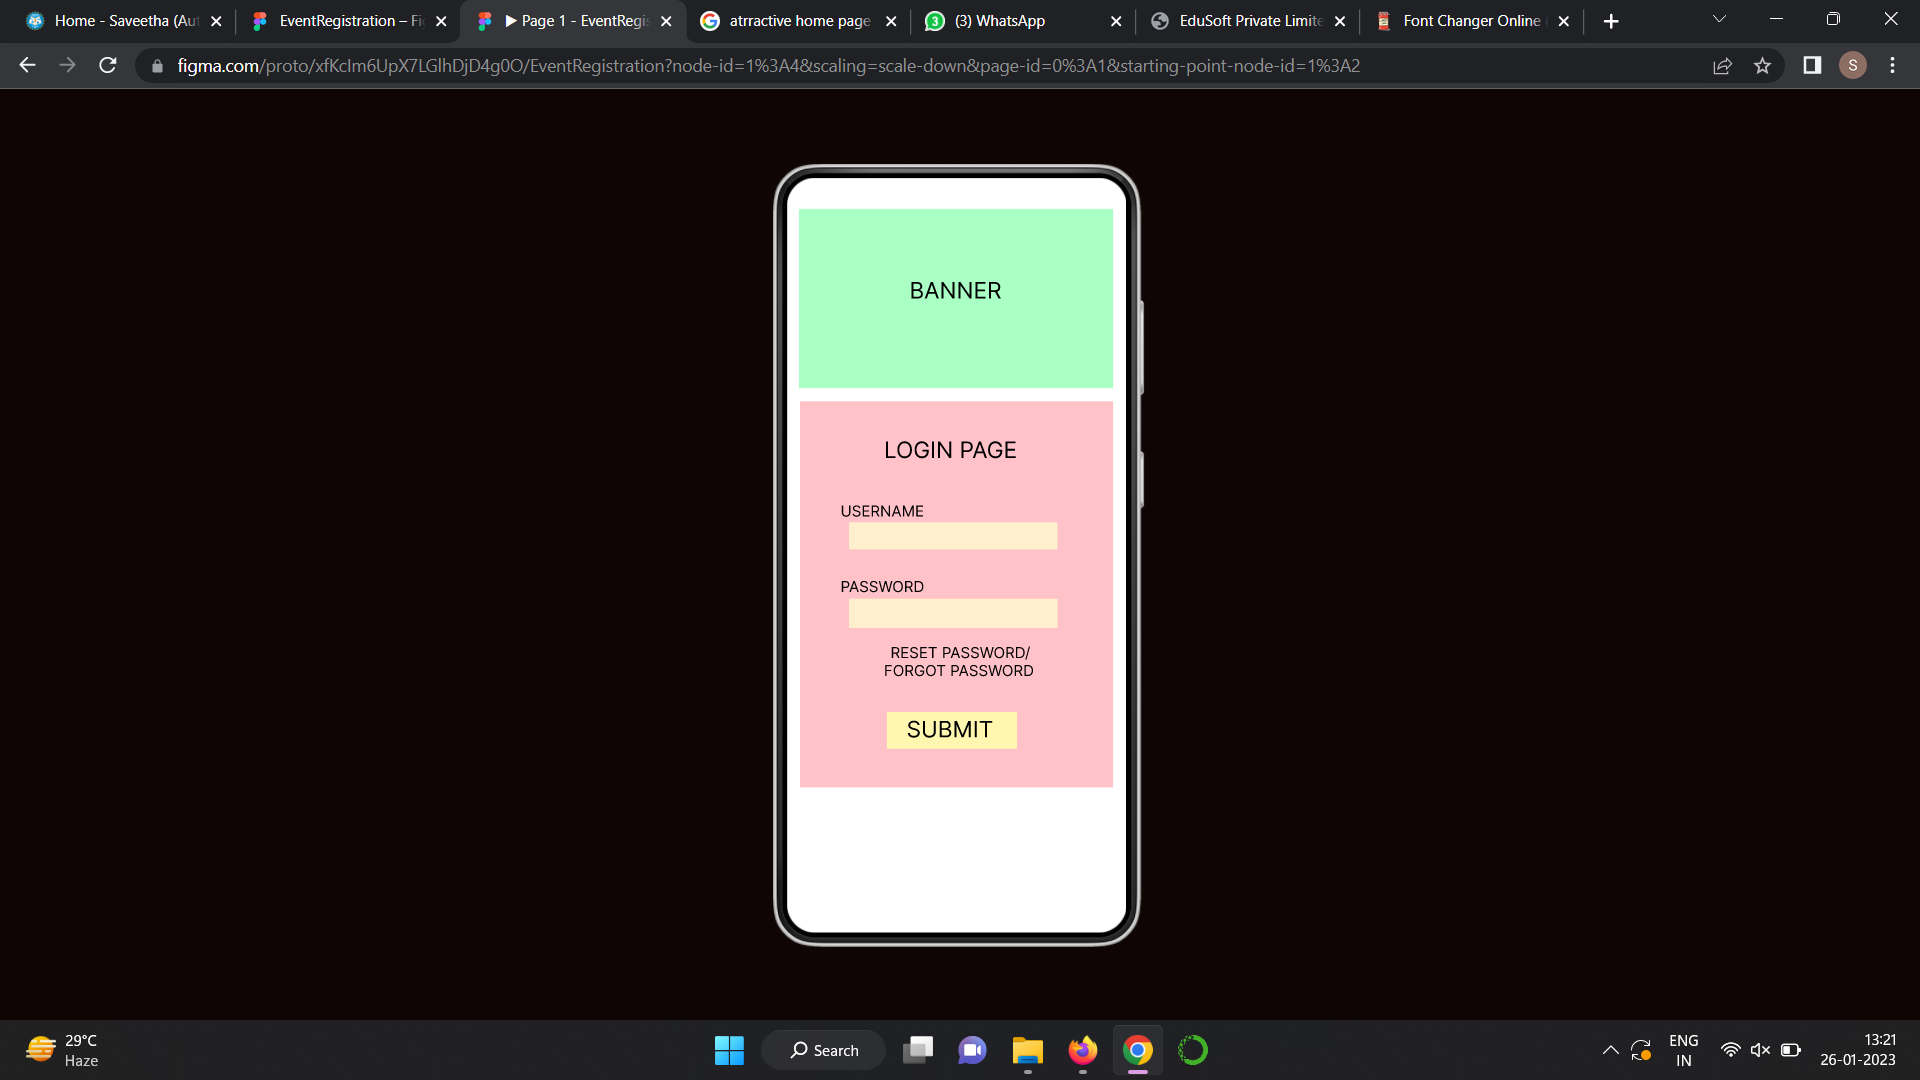 Home - Saveetha (Aut
EventRegistration – Fig
▶ Page 1 - EventRegis
atrractive home page
(3) WhatsApp
EduSoft Private Limite
Font Changer Online
figma.com/proto/xfKcIm6UpX7LGlhDjD4g0O/EventRegistration?node-id=1%3A4&scaling=scale-down&page-id=0%3A1&starting-point-node-id=1%3A2
S
BANNER
LOGIN PAGE
USERNAME
PASSWORD
RESET PASSWORD/
FORGOT PASSWORD
SUBMIT
29°C
Haze
Search
ENG
IN
13:21
26-01-2023